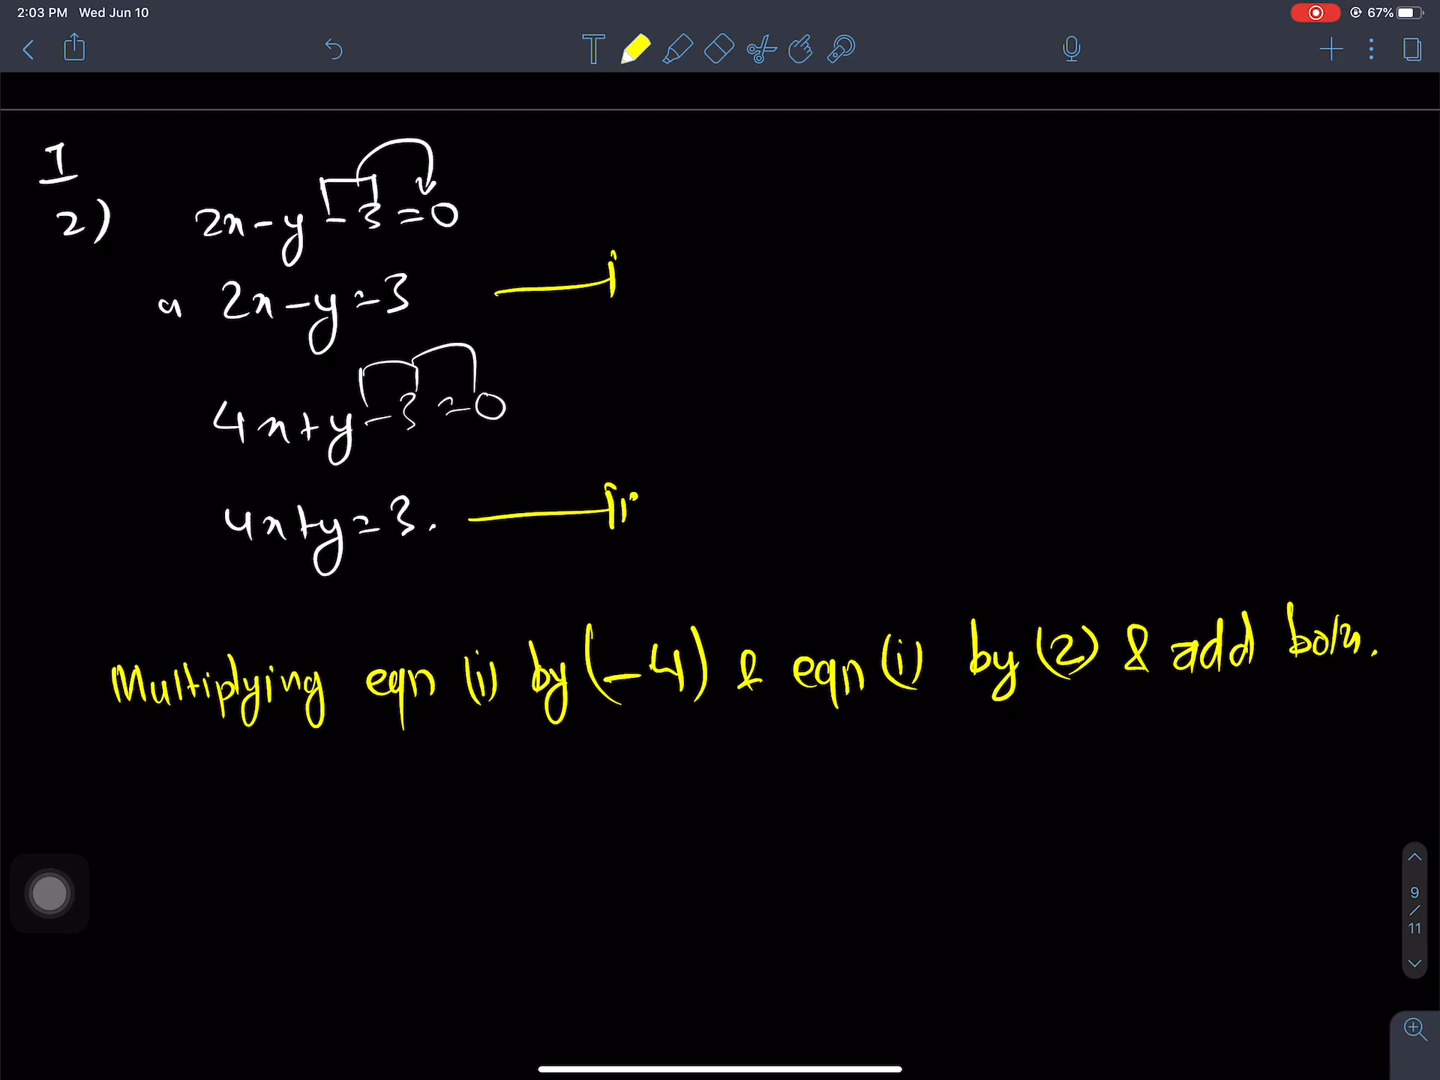 2:03 PM Wed Jun 10
67%
I
2) 2x-y-3=0
a 2x-y=3 — i
4x+y-3=0
4x+y=3. — ii
Multiplying eqn (i) by (-4) & eqn (i) by (2) & add both.
9
/
11